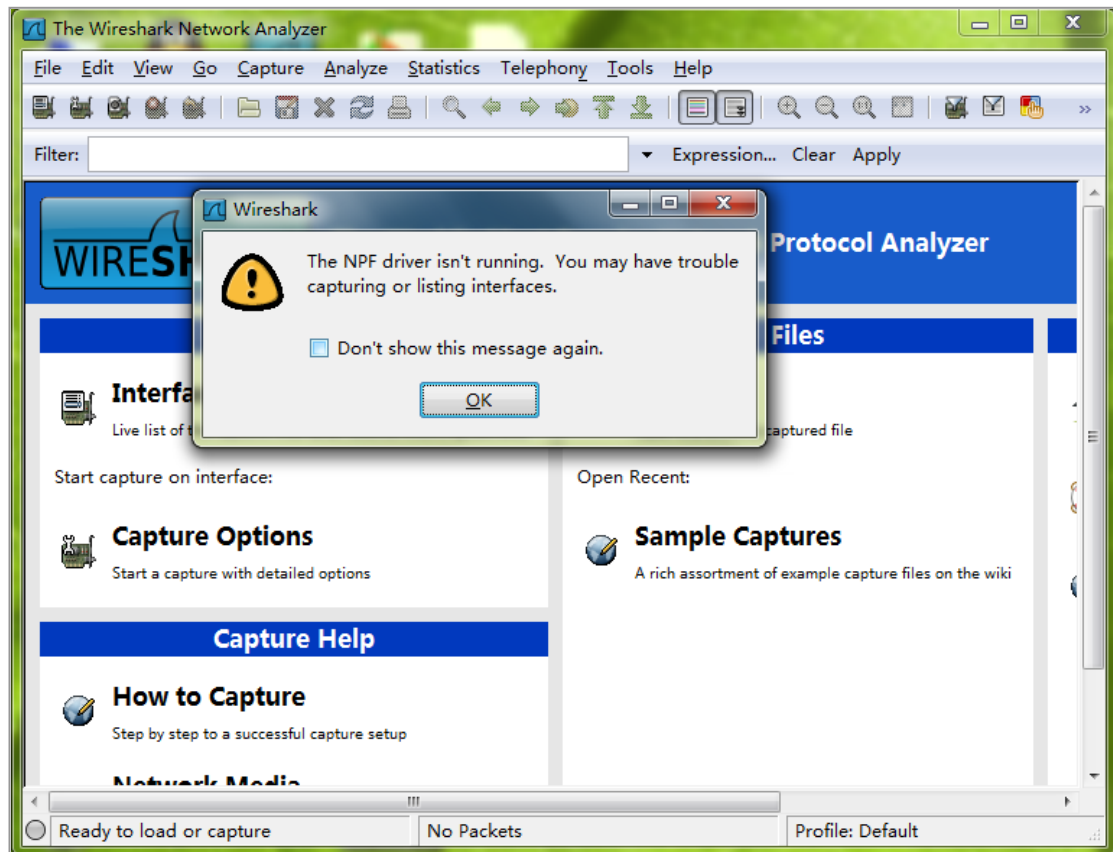 The Wireshark Network Analyzer
File Edit View Go Capture Analyze Statistics Telephony Tools Help
Filter:
Expression... Clear Apply
Wireshark
The NPF driver isn't running. You may have trouble
capturing or listing interfaces.
Don't show this message again.
OK
WIRESH
Protocol Analyzer
Files
Interfa
Live list of
captured file
Start capture on interface:
Open Recent:
Capture Options
Start a capture with detailed options
Sample Captures
A rich assortment of example capture files on the wiki
Capture Help
How to Capture
Step by step to a successful capture setup
Network Media
Ready to load or capture
No Packets
Profile: Default